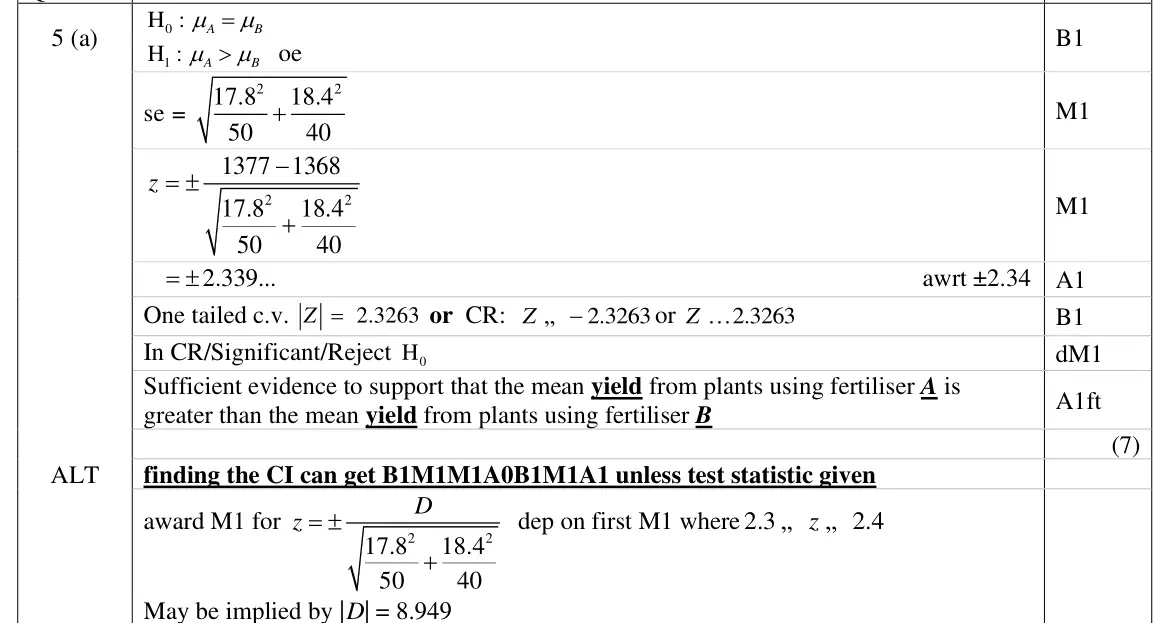 5 (a)
H₀ : μ_A = μ_B
H₁ : μ_A > μ_B oe
B1
se = √(17.8²/50 + 18.4²/40)
M1
z = ± (1377 − 1368)/√(17.8²/50 + 18.4²/40)
M1
= ±2.339... awrt ±2.34
A1
One tailed c.v. |Z| = 2.3263 or CR: Z ,, − 2.3263 or Z …2.3263
B1
In CR/Significant/Reject H₀
dM1
Sufficient evidence to support that the mean yield from plants using fertiliser A is
greater than the mean yield from plants using fertiliser B
A1ft
(7)
ALT
finding the CI can get B1M1M1A0B1M1A1 unless test statistic given
award M1 for z = ± D/√(17.8²/50 + 18.4²/40) dep on first M1 where 2.3 ,, z ,, 2.4
May be implied by |D| = 8.949